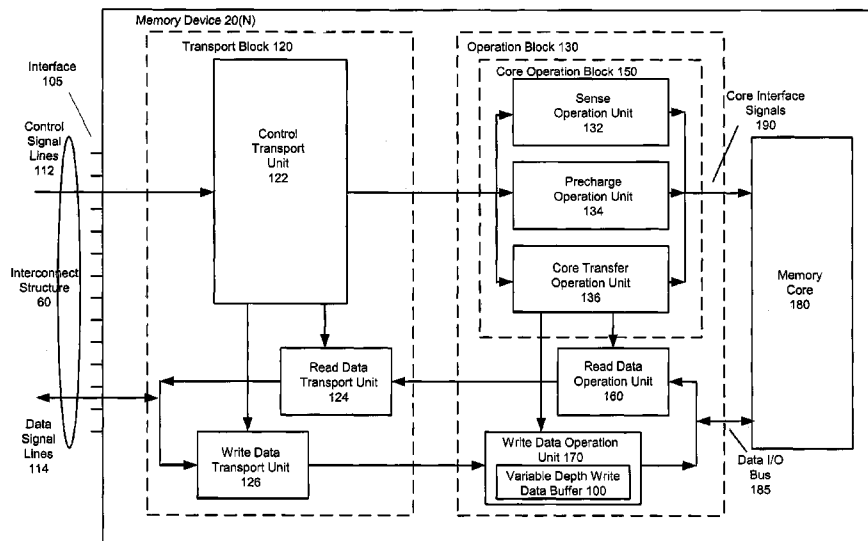 Memory Device 20(N)
Transport Block 120
Operation Block 130
Interface
105
Core Operation Block 150
Control
Signal
Lines
112
Control
Transport
Unit
122
Sense
Operation Unit
132
Core Interface
Signals
190
Precharge
Operation Unit
134
Interconnect
Structure
60
Core Transfer
Operation Unit
136
Memory
Core
180
Read Data
Transport Unit
124
Read Data
Operation Unit
160
Data
Signal
Lines
114
Write Data
Transport Unit
126
Write Data Operation
Unit 170
Variable Depth Write
Data Buffer 100
Data I/O
Bus
185